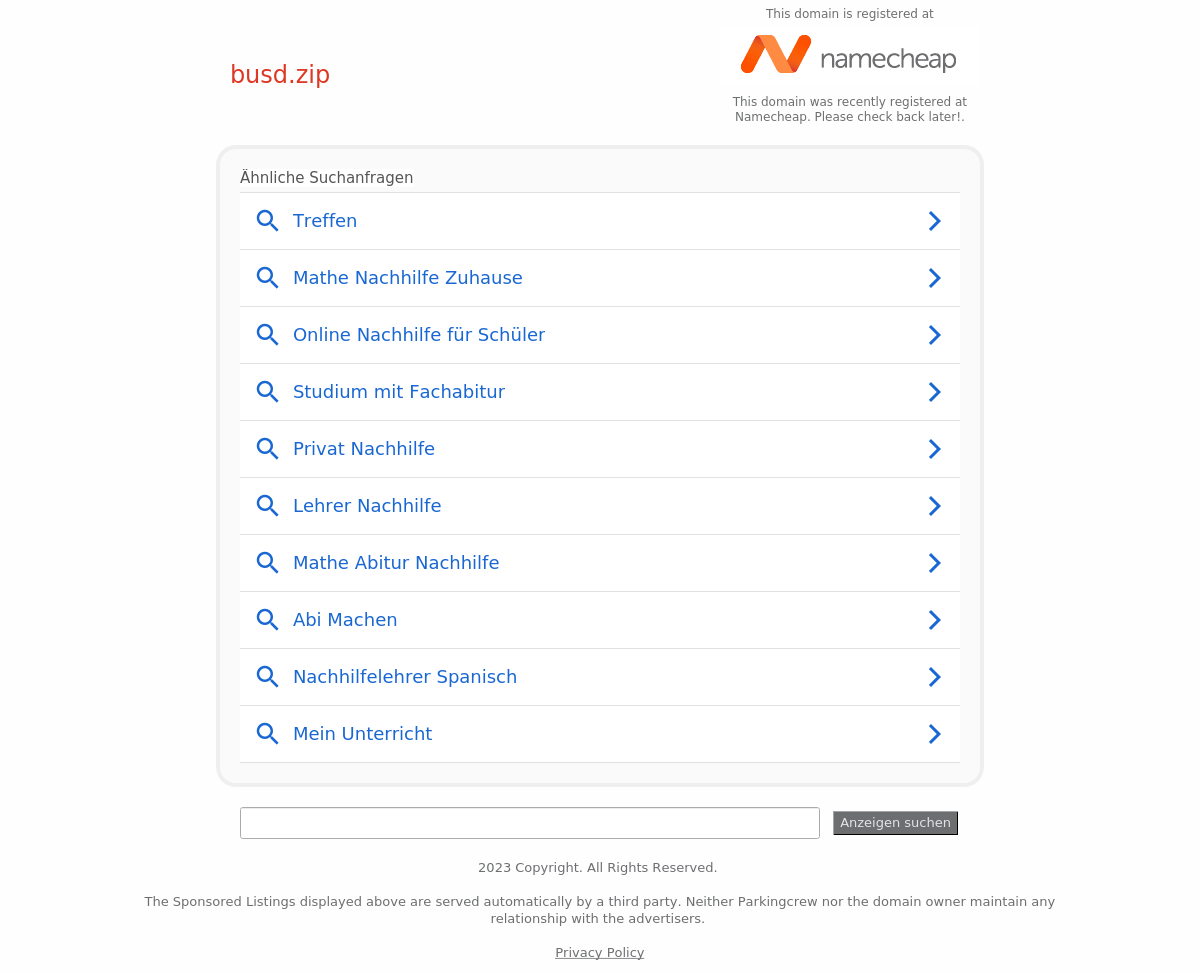 This domain is registered at
namecheap
busd.zip
This domain was recently registered at
Namecheap. Please check back later!.
Ähnliche Suchanfragen
Treffen
Mathe Nachhilfe Zuhause
Online Nachhilfe für Schüler
Studium mit Fachabitur
Privat Nachhilfe
Lehrer Nachhilfe
Mathe Abitur Nachhilfe
Abi Machen
Nachhilfelehrer Spanisch
Mein Unterricht
Anzeigen suchen
2023 Copyright. All Rights Reserved.
The Sponsored Listings displayed above are served automatically by a third party. Neither Parkingcrew nor the domain owner maintain any
relationship with the advertisers.
Privacy Policy